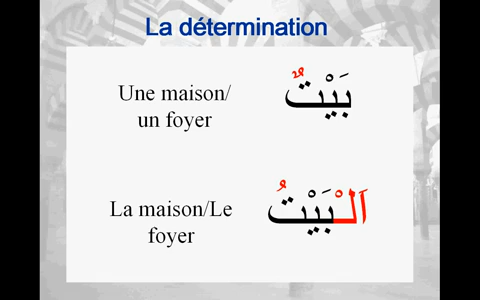 La détermination
Une maison/
un foyer
بَيْتٌ
La maison/Le
foyer
اَلْبَيْتُ